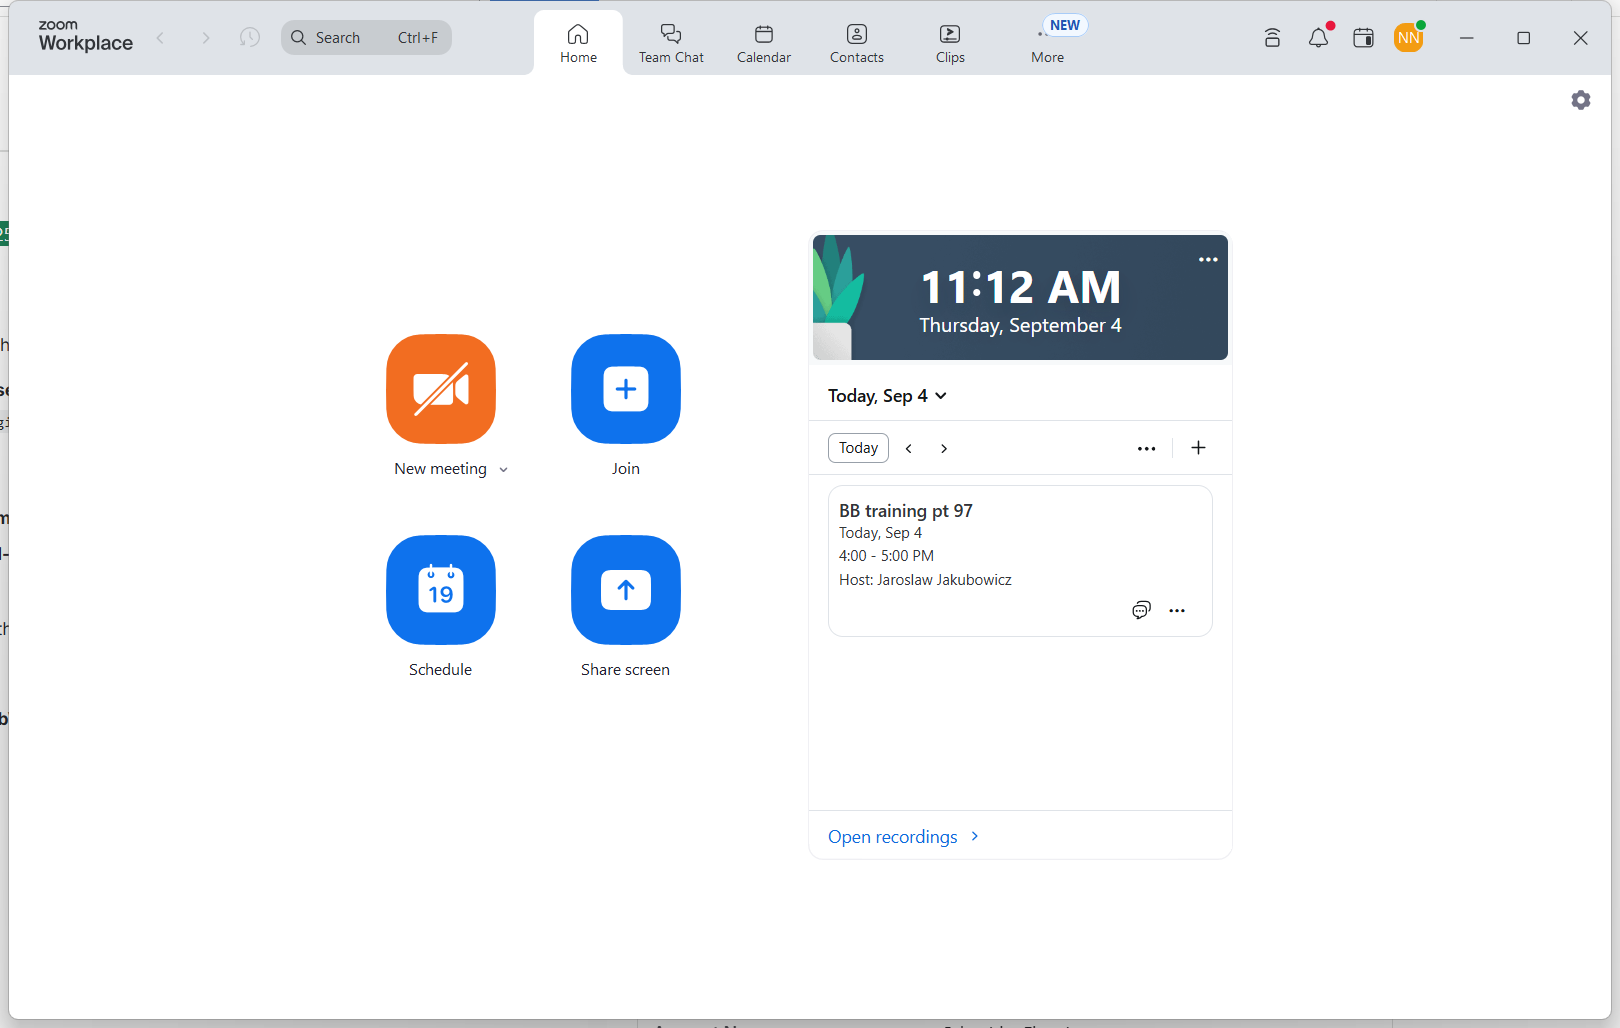 zoom
Workplace
Search Ctrl+F
Home
Team Chat
Calendar
Contacts
Clips
NEW
More
NN
11:12 AM
Thursday, September 4
New meeting
Join
19
Schedule
Share screen
Today, Sep 4
Today
BB training pt 97
Today, Sep 4
4:00 - 5:00 PM
Host: Jaroslaw Jakubowicz
Open recordings